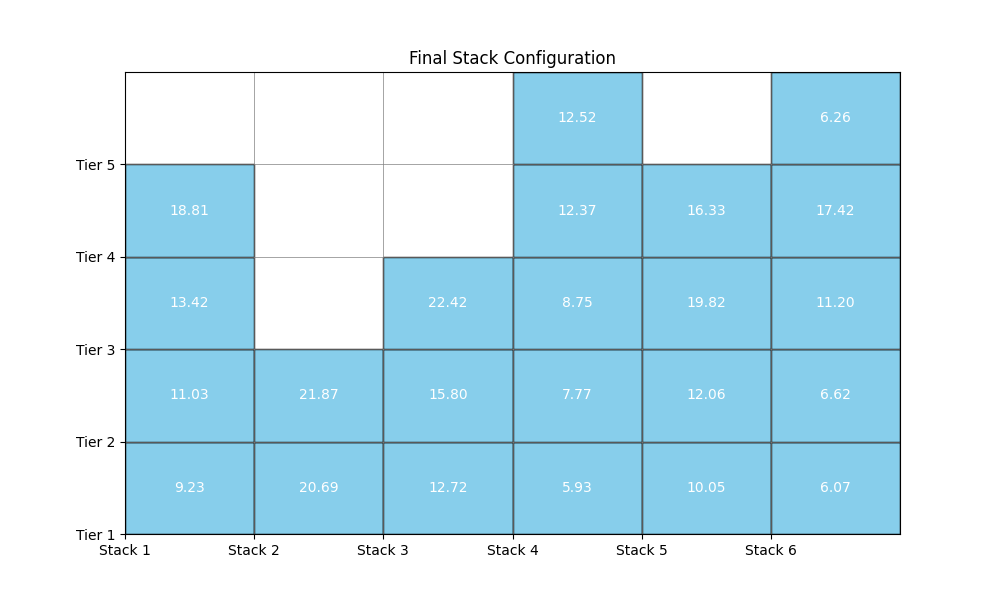 Final Stack Configuration
12.52 6.26
Tier 5
18.81 12.37 16.33 17.42
Tier 4
13.42 22.42 8.75 19.82 11.20
Tier 3
11.03 21.87 15.80 7.77 12.06 6.62
Tier 2
9.23 20.69 12.72 5.93 10.05 6.07
Tier 1
Stack 1 Stack 2 Stack 3 Stack 4 Stack 5 Stack 6